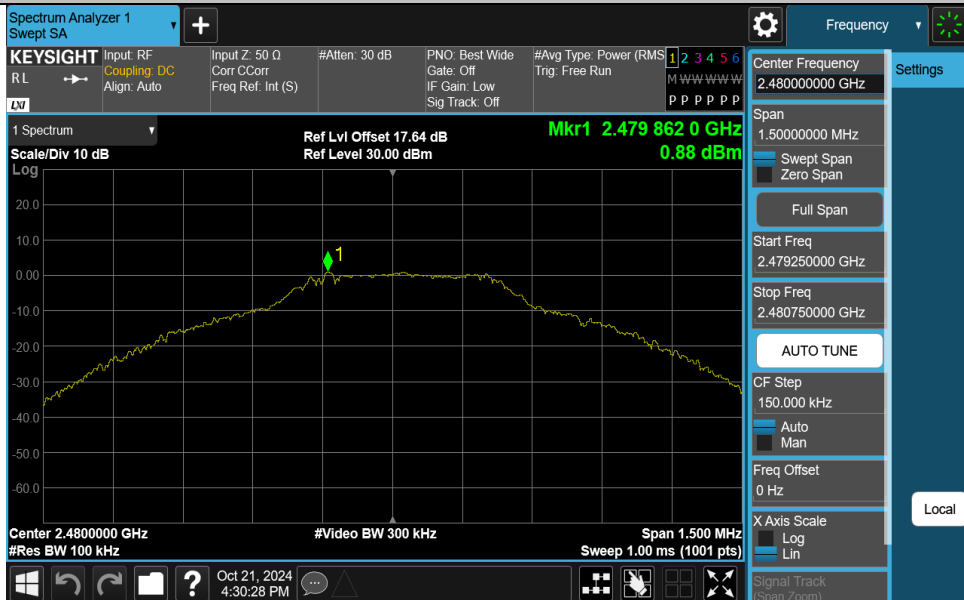 Spectrum Analyzer 1
Swept SA
▼
+
Frequency
▼
KEYSIGHT
RL
LXI
Input: RF
Coupling: DC
Align: Auto
Input Z: 50 Ω
Corr CCorr
Freq Ref: Int (S)
#Atten: 30 dB
PNO: Best Wide
Gate: Off
IF Gain: Low
Sig Track: Off
#Avg Type: Power (RMS
Trig: Free Run
1 2 3 4 5 6
M W W W W W
P P P P P P
1 Spectrum
▼
Scale/Div 10 dB
Log
Ref Lvl Offset 17.64 dB
Ref Level 30.00 dBm
Mkr1 2.479 862 0 GHz
0.88 dBm
20.0
10.0
0.00
-10.0
-20.0
-30.0
-40.0
-50.0
-60.0
1
Center 2.4800000 GHz
#Res BW 100 kHz
#Video BW 300 kHz
Span 1.500 MHz
Sweep 1.00 ms (1001 pts)
Center Frequency
2.480000000 GHz
Span
1.50000000 MHz
Swept Span
Zero Span
Full Span
Start Freq
2.479250000 GHz
Stop Freq
2.480750000 GHz
AUTO TUNE
CF Step
150.000 kHz
Auto
Man
Freq Offset
0 Hz
X Axis Scale
Log
Lin
Signal Track
(Span Zoom)
Settings
Local
?
Oct 21, 2024
4:30:28 PM